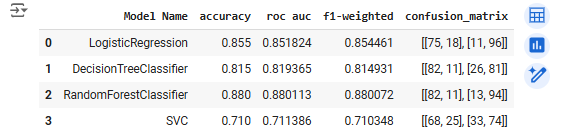 Model Name accuracy roc auc f1-weighted confusion_matrix
0 LogisticRegression 0.855 0.851824 0.854461 [[75, 18], [11, 96]]
1 DecisionTreeClassifier 0.815 0.819365 0.814931 [[82, 11], [26, 81]]
2 RandomForestClassifier 0.880 0.880113 0.880072 [[82, 11], [13, 94]]
3 SVC 0.710 0.711386 0.710348 [[68, 25], [33, 74]]